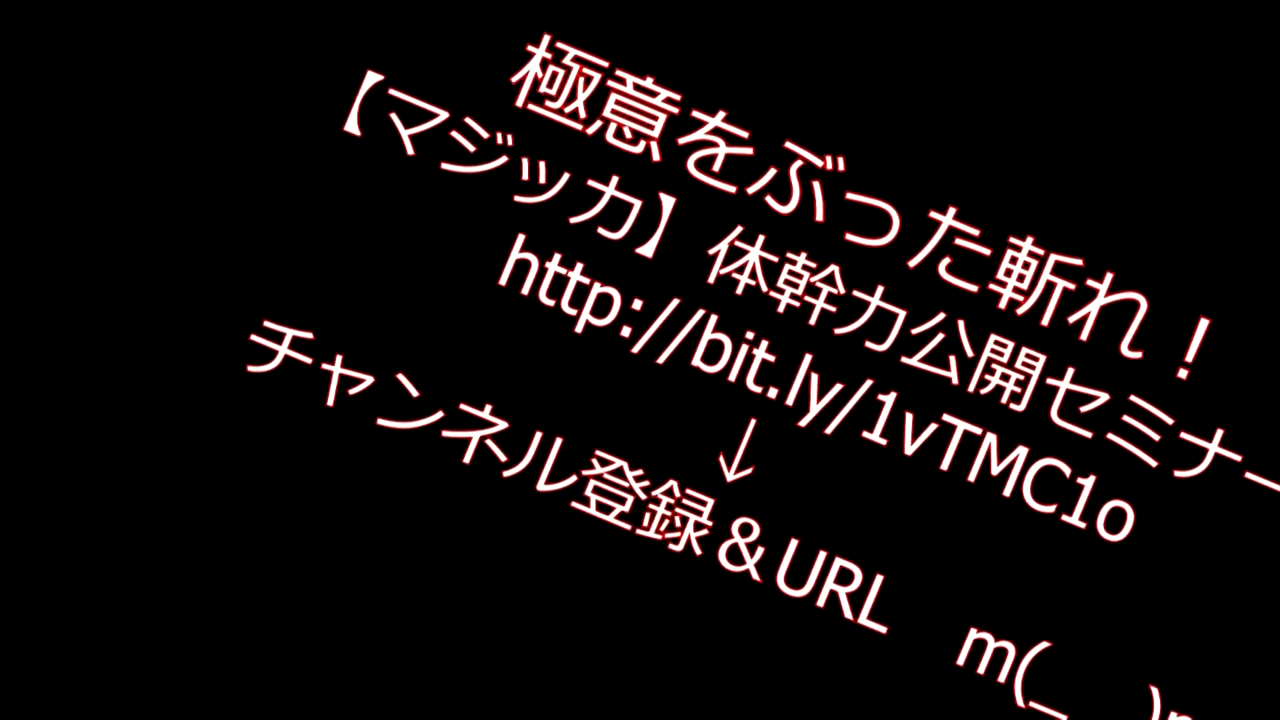 極意をぶった斬れ！
【マジッカ】体幹力公開セミナー
http://bit.ly/1vTMC1o
↓
チャンネル登録＆URL　m(_　_)m